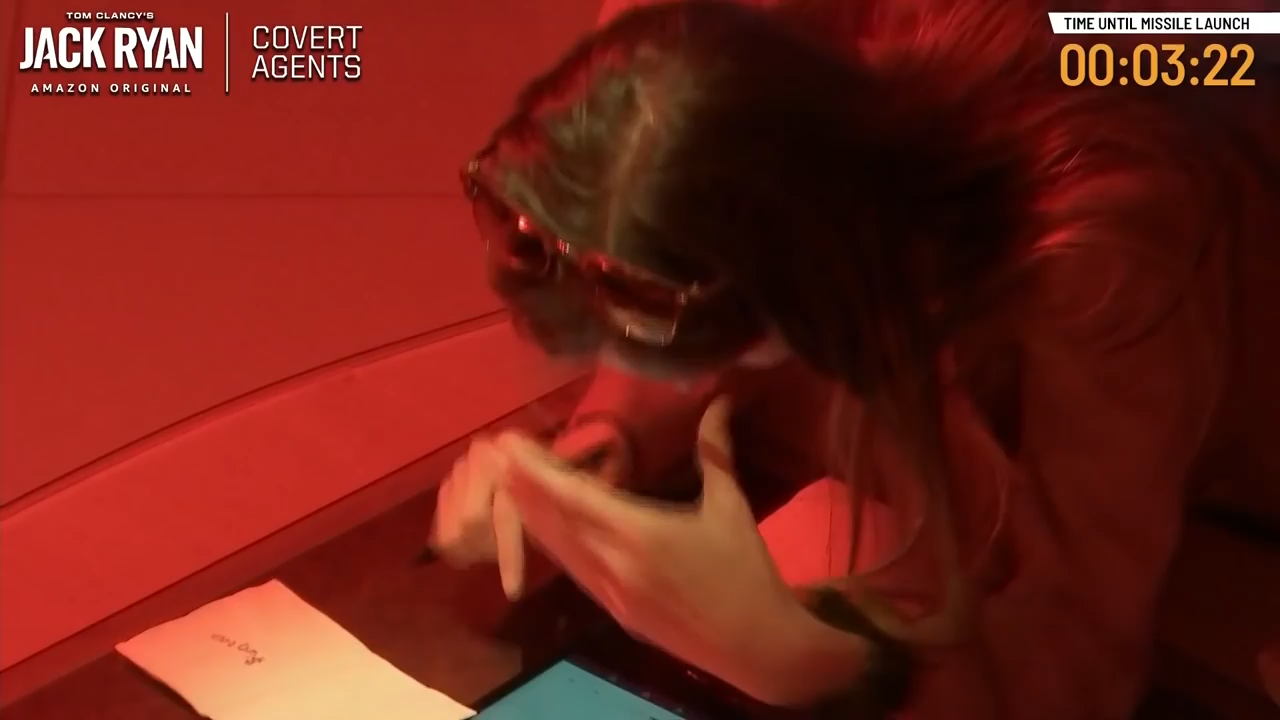 TOM CLANCY'S
JACK RYAN
AMAZON ORIGINAL
COVERT
AGENTS
TIME UNTIL MISSILE LAUNCH
00:03:22